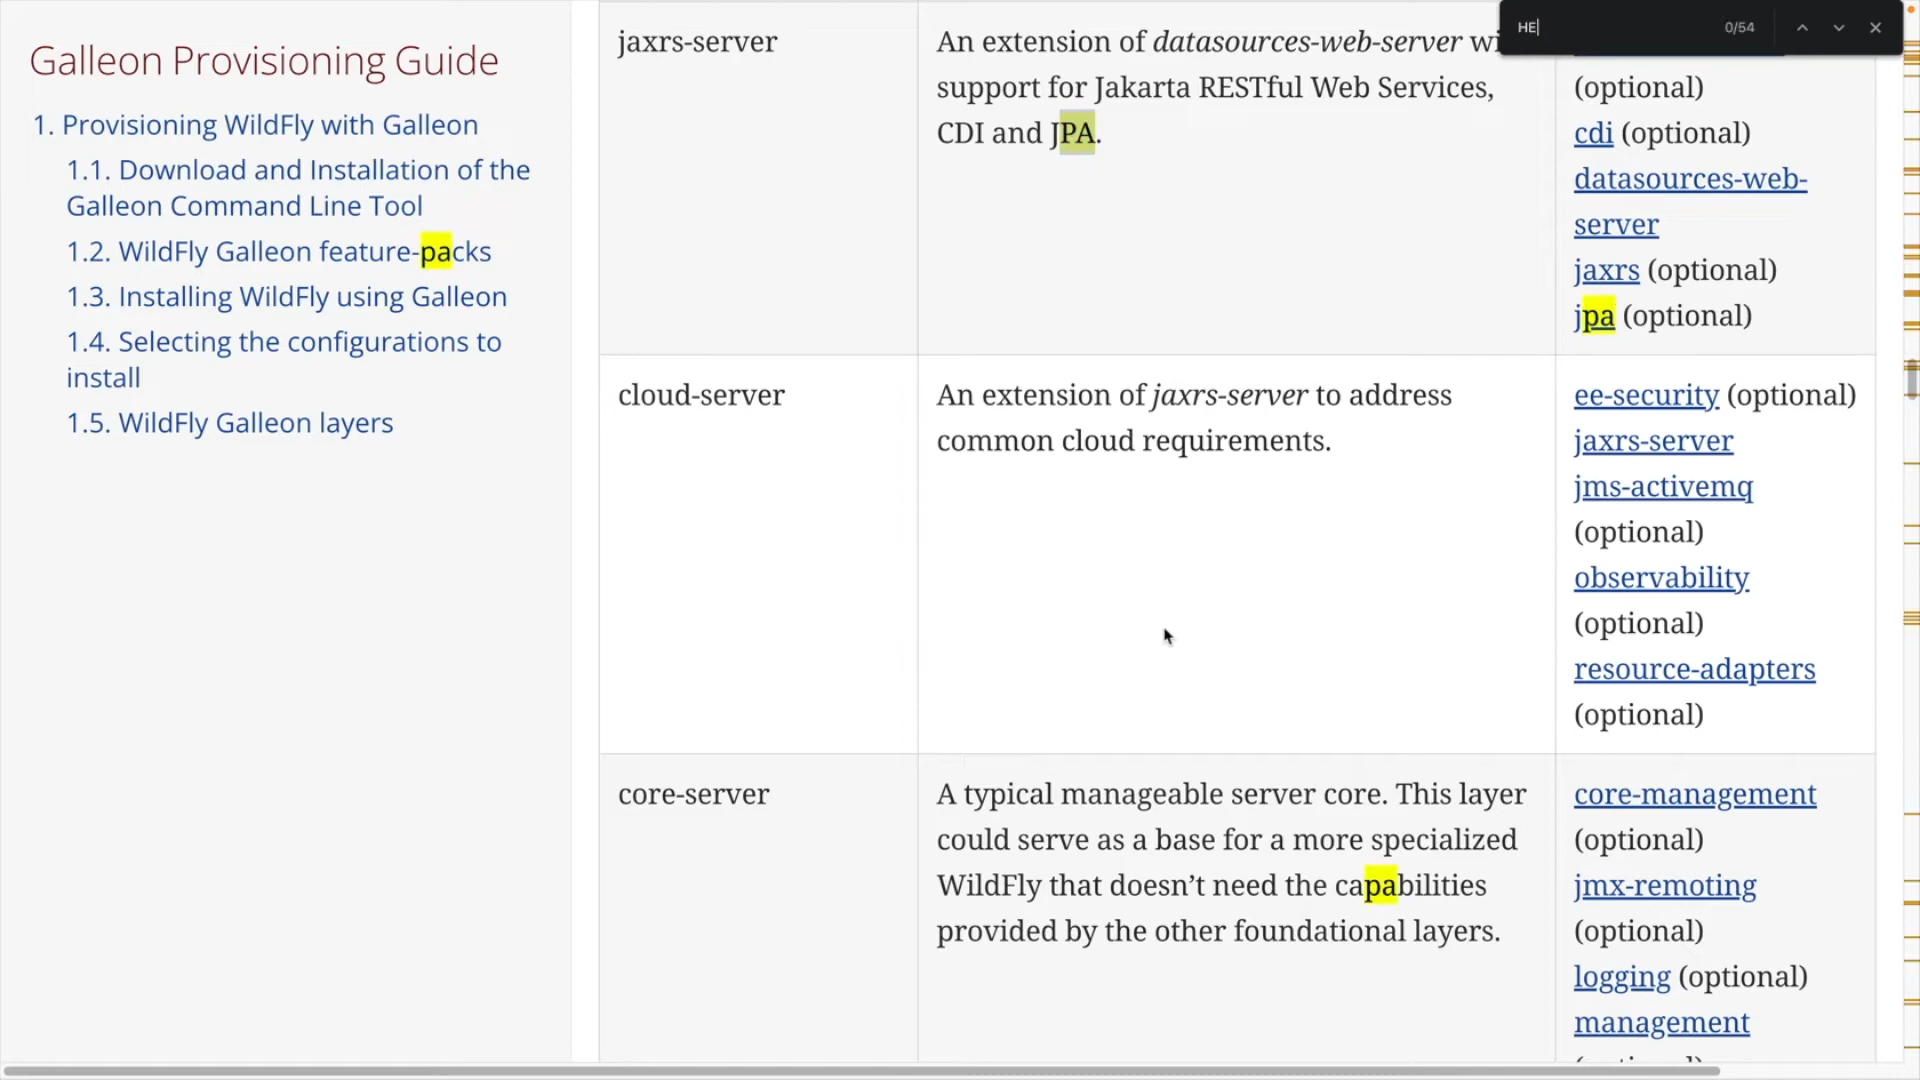 HE
0/54
Galleon Provisioning Guide
1. Provisioning WildFly with Galleon
1.1. Download and Installation of the
Galleon Command Line Tool
1.2. WildFly Galleon feature-packs
1.3. Installing WildFly using Galleon
1.4. Selecting the configurations to
install
1.5. WildFly Galleon layers
jaxrs-server
An extension of datasources-web-server
support for Jakarta RESTful Web Services,
CDI and JPA.
(optional)
cdi (optional)
datasources-web-
server
jaxrs (optional)
jpa (optional)
cloud-server
An extension of jaxrs-server to address
common cloud requirements.
ee-security (optional)
jaxrs-server
jms-activemq
(optional)
observability
(optional)
resource-adapters
(optional)
core-server
A typical manageable server core. This layer
could serve as a base for a more specialized
WildFly that doesn’t need the capabilities
provided by the other foundational layers.
core-management
(optional)
jmx-remoting
(optional)
logging (optional)
management